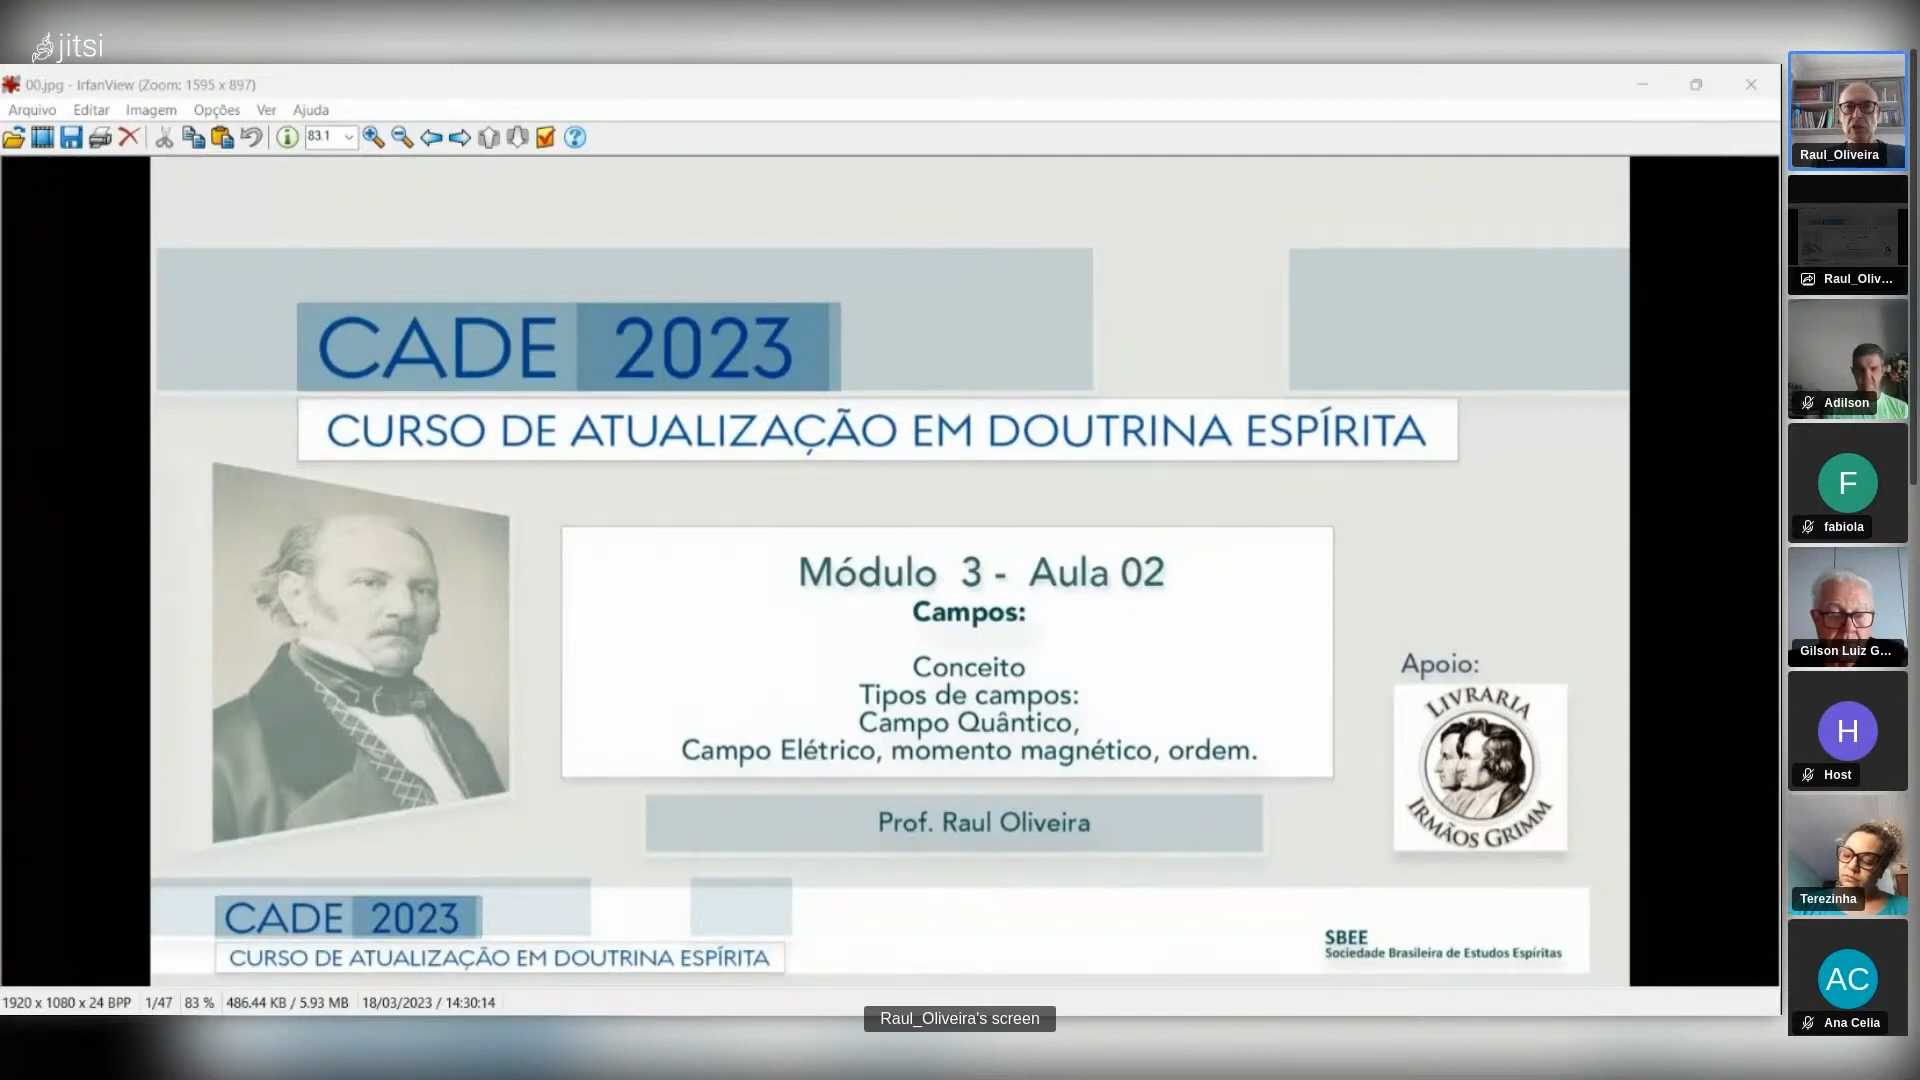 jitsi
00.jpg - IrfanView (Zoom: 1595 x 897)
Arquivo Editar Imagem Opções Ver Ajuda
83.1
CADE 2023
CURSO DE ATUALIZAÇÃO EM DOUTRINA ESPÍRITA
Módulo 3 - Aula 02
Campos:
Conceito
Tipos de campos:
Campo Quântico,
Campo Elétrico, momento magnético, ordem.
Prof. Raul Oliveira
Apoio:
LIVRARIA
IRMÃOS GRIMM
CADE 2023
CURSO DE ATUALIZAÇÃO EM DOUTRINA ESPÍRITA
SBEE
Sociedade Brasileira de Estudos Espíritas
1920 x 1080 x 24 BPP 1/47 83 % 486.44 KB / 5.93 MB 18/03/2023 / 14:30:14
Raul_Oliveira's screen
Raul_Oliveira
Raul_Oliv...
Adilson
F
fabiola
Gilson Luiz G...
H
Host
Terezinha
AC
Ana Celia